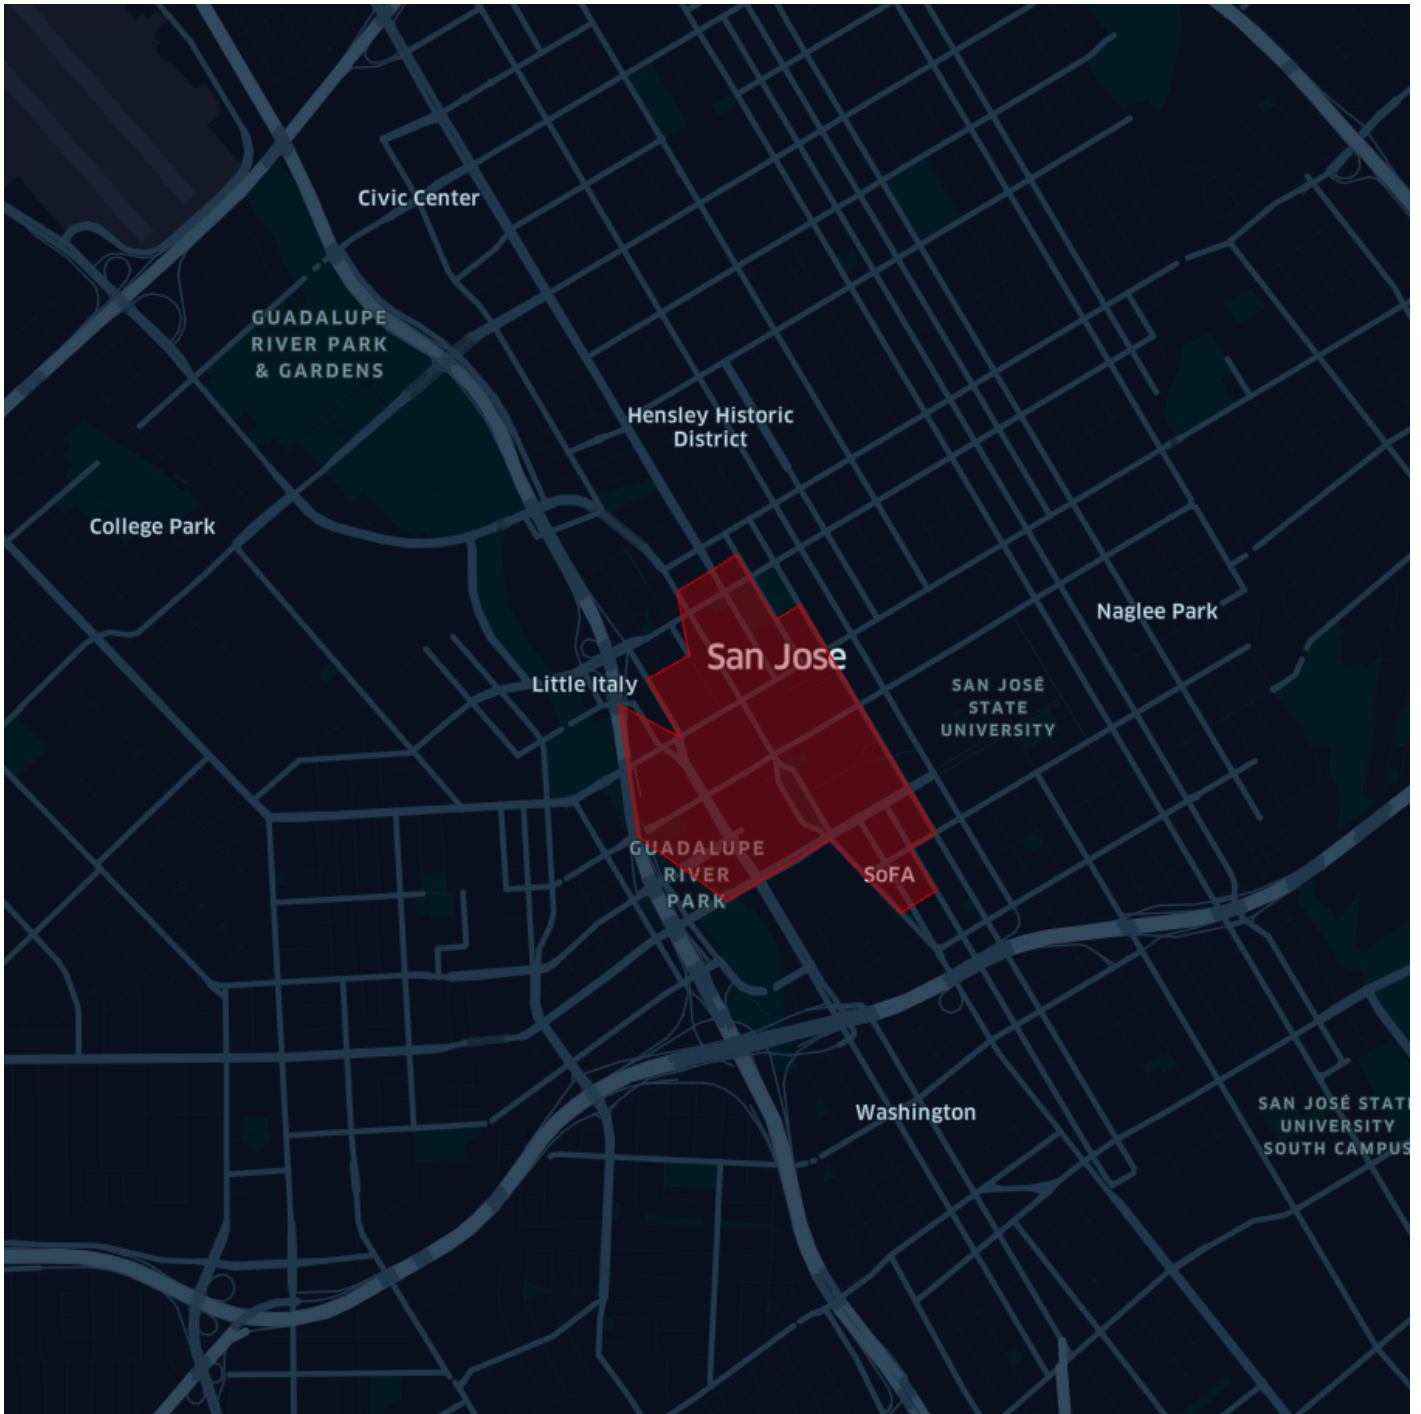 Civic Center
GUADALUPE
RIVER PARK
& GARDENS
Hensley Historic
District
College Park
Naglee Park
San Jose
Little Italy
SAN JOSÉ
STATE
UNIVERSITY
GUADALUPE
RIVER
PARK
SoFA
Washington
SAN JOSÉ STATE
UNIVERSITY
SOUTH CAMPUS